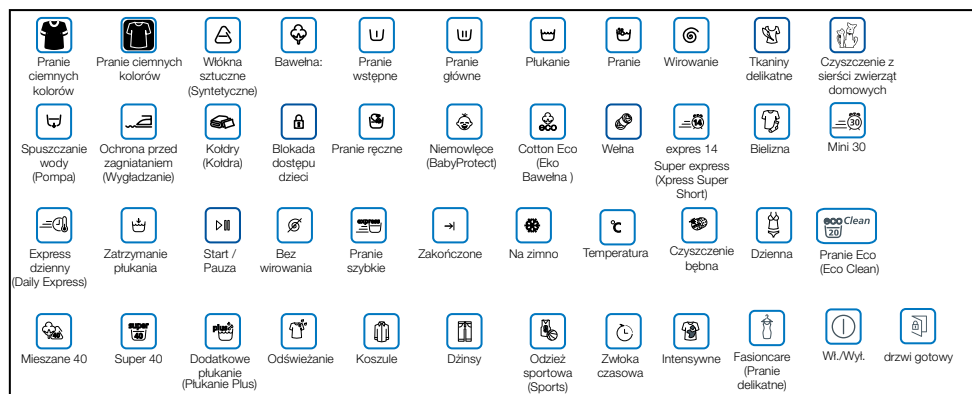 Pranie ciemnych kolorów
Pranie ciemnych kolorów
Włókna sztuczne (Syntetyczne)
Bawełna:
Pranie wstępne
Pranie główne
Płukanie
Pranie
Wirowanie
Tkaniny delikatne
Czyszczenie z sierści zwierząt domowych
Spuszczanie wody (Pompa)
Ochrona przed zagniataniem (Wygładzanie)
Kołdry (Kołdra)
Blokada dostępu dzieci
Pranie ręczne
Niemowlęce (BabyProtect)
eco
Cotton Eco (Eko Bawełna )
Wełna
14
expres 14
Super express (Xpress Super Short)
Bielizna
30
Mini 30
Express dzienny (Daily Express)
Zatrzymanie płukania
Start / Pauza
Bez wirowania
express
Pranie szybkie
Zakończone
Na zimno
°C
Temperatura
Czyszczenie bębna
Dzienna
eco Clean
20
Pranie Eco (Eco Clean)
40
Mieszane 40
super
40
Super 40
plus
Dodatkowe płukanie (Płukanie Plus)
Odświeżanie
Koszule
Dżinsy
Odzież sportowa (Sports)
Zwłoka czasowa
Intensywne
Fasioncare (Pranie delikatne)
Wł./Wył.
drzwi gotowy